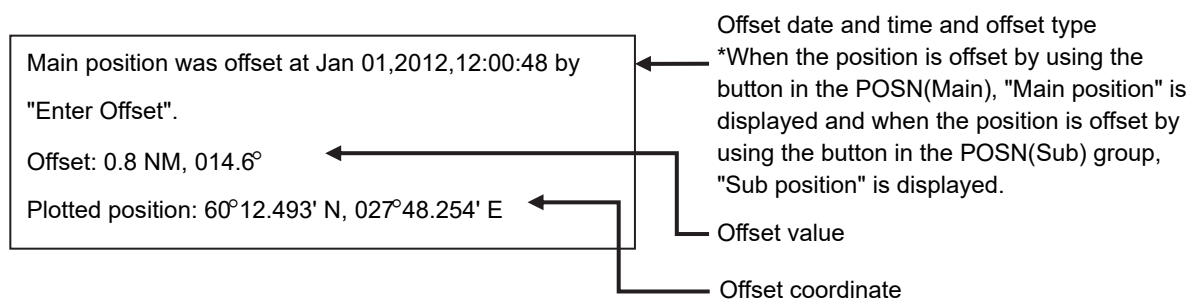 Main position was offset at Jan 01,2012,12:00:48 by
"Enter Offset".
Offset: 0.8 NM, 014.6°
Plotted position: 60°12.493' N, 027°48.254' E
Offset date and time and offset type
*When the position is offset by using the
button in the POSN(Main), "Main position" is
displayed and when the position is offset by
using the button in the POSN(Sub) group,
"Sub position" is displayed.
Offset value
Offset coordinate